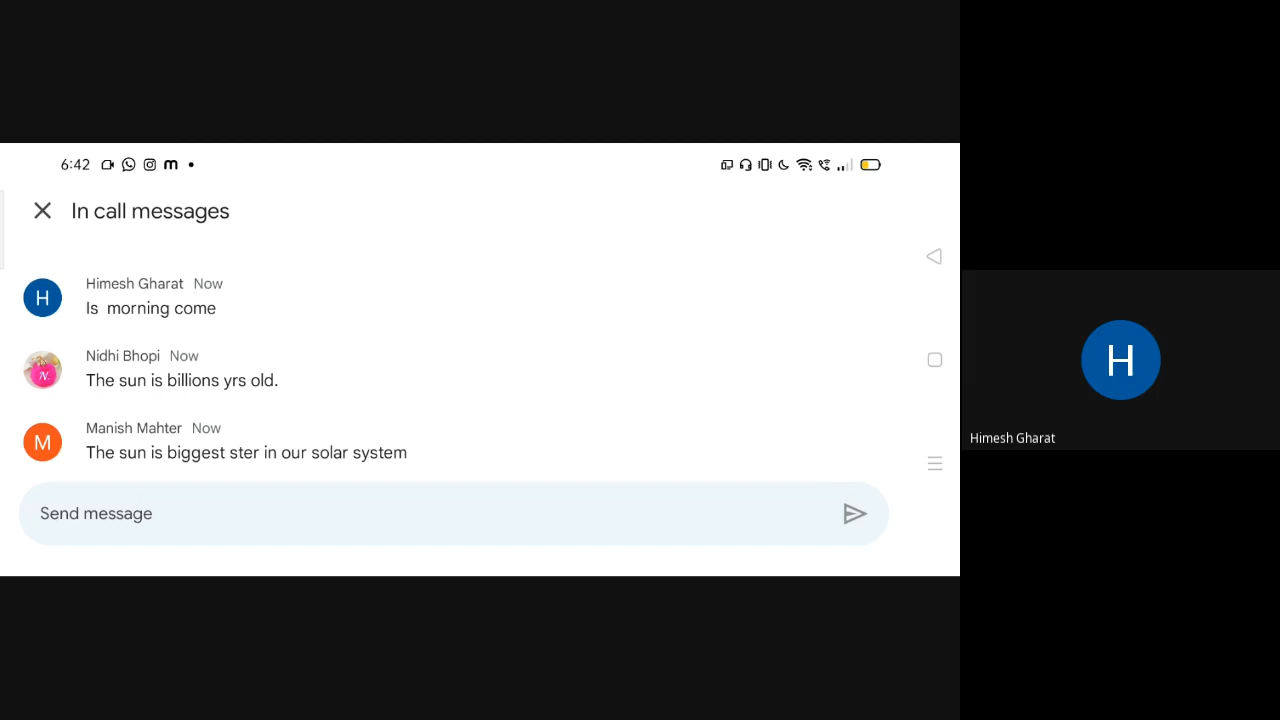 6:42
In call messages
H
Himesh Gharat Now
Is morning come
N.
Nidhi Bhopi Now
The sun is billions yrs old.
M
Manish Mahter Now
The sun is biggest ster in our solar system
Send message
H
Himesh Gharat